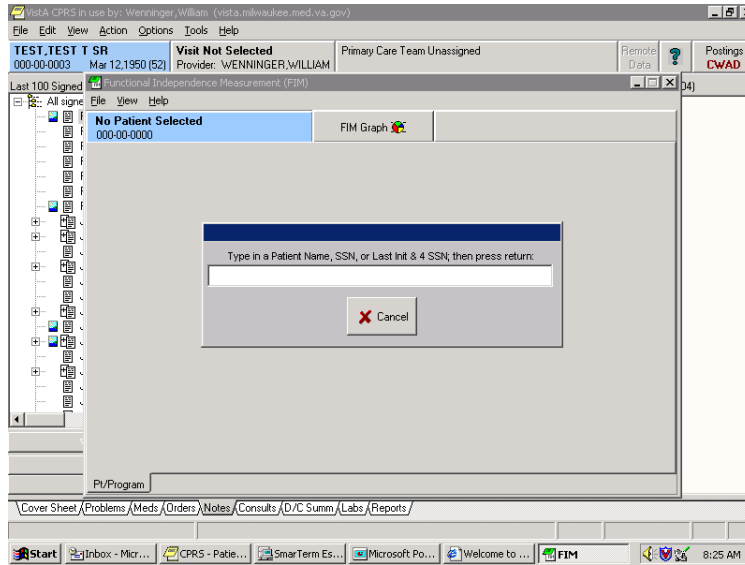 VistA CPRS in use by: Wenninger,William (vista.milwaukee.med.va.gov)
File Edit View Action Options Tools Help
TEST,TEST T SR
000-00-0003 Mar 12,1950 (52)
Visit Not Selected
Provider: WENNINGER,WILLIAM
Primary Care Team Unassigned
Remote
Data
Postings
CWAD
Last 100 Signed
All signe
Functional Independence Measurement (FIM)
File View Help
No Patient Selected
000-00-0000
FIM Graph
Type in a Patient Name, SSN, or Last Init & 4 SSN; then press return:
Cancel
Pt/Program
Cover Sheet Problems Meds Orders Notes Consults D/C Summ Labs Reports
Start Inbox - Micr... CPRS - Patie... SmarTerm Es... Microsoft Po... Welcome to ... FIM 8:25 AM